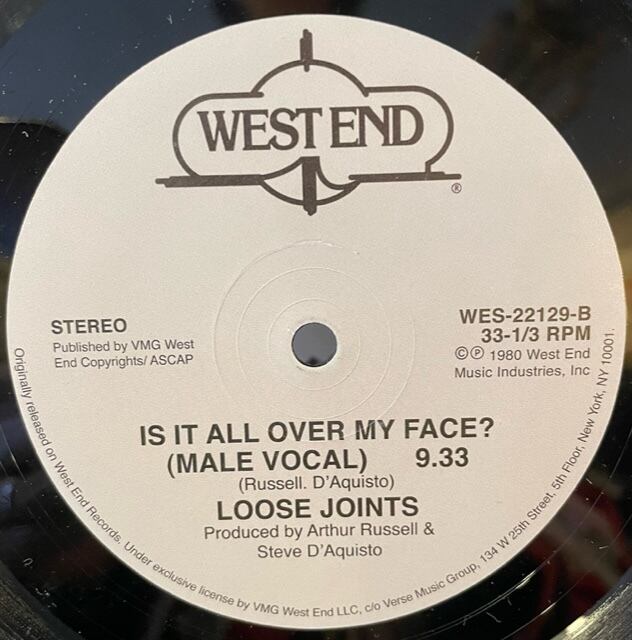 WEST END
®
STEREO
Published by VMG West
End Copyrights/ ASCAP
WES-22129-B
33-1/3 RPM
©℗ 1980 West End
Music Industries, Inc
IS IT ALL OVER MY FACE?
(MALE VOCAL) 9.33
(Russell. D'Aquisto)
LOOSE JOINTS
Produced by Arthur Russell &
Steve D'Aquisto
Originally released on West End Records. Under exclusive license by VMG West End LLC, c/o Verse Music Group, 134 W 25th Street, 5th Floor, New York, NY 10001.